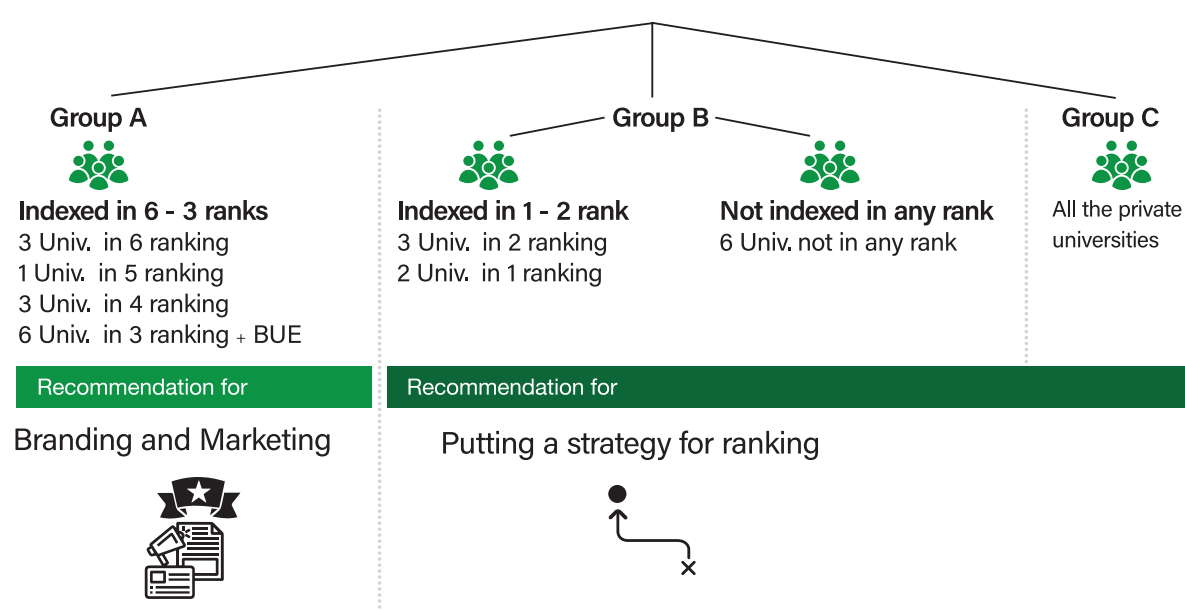 Group A
Indexed in 6 - 3 ranks
3 Univ. in 6 ranking
1 Univ. in 5 ranking
3 Univ. in 4 ranking
6 Univ. in 3 ranking + BUE
Group B
Indexed in 1 - 2 rank
3 Univ. in 2 ranking
2 Univ. in 1 ranking
Not indexed in any rank
6 Univ. not in any rank
Group C
All the private
universities
Recommendation for
Branding and Marketing
Recommendation for
Putting a strategy for ranking